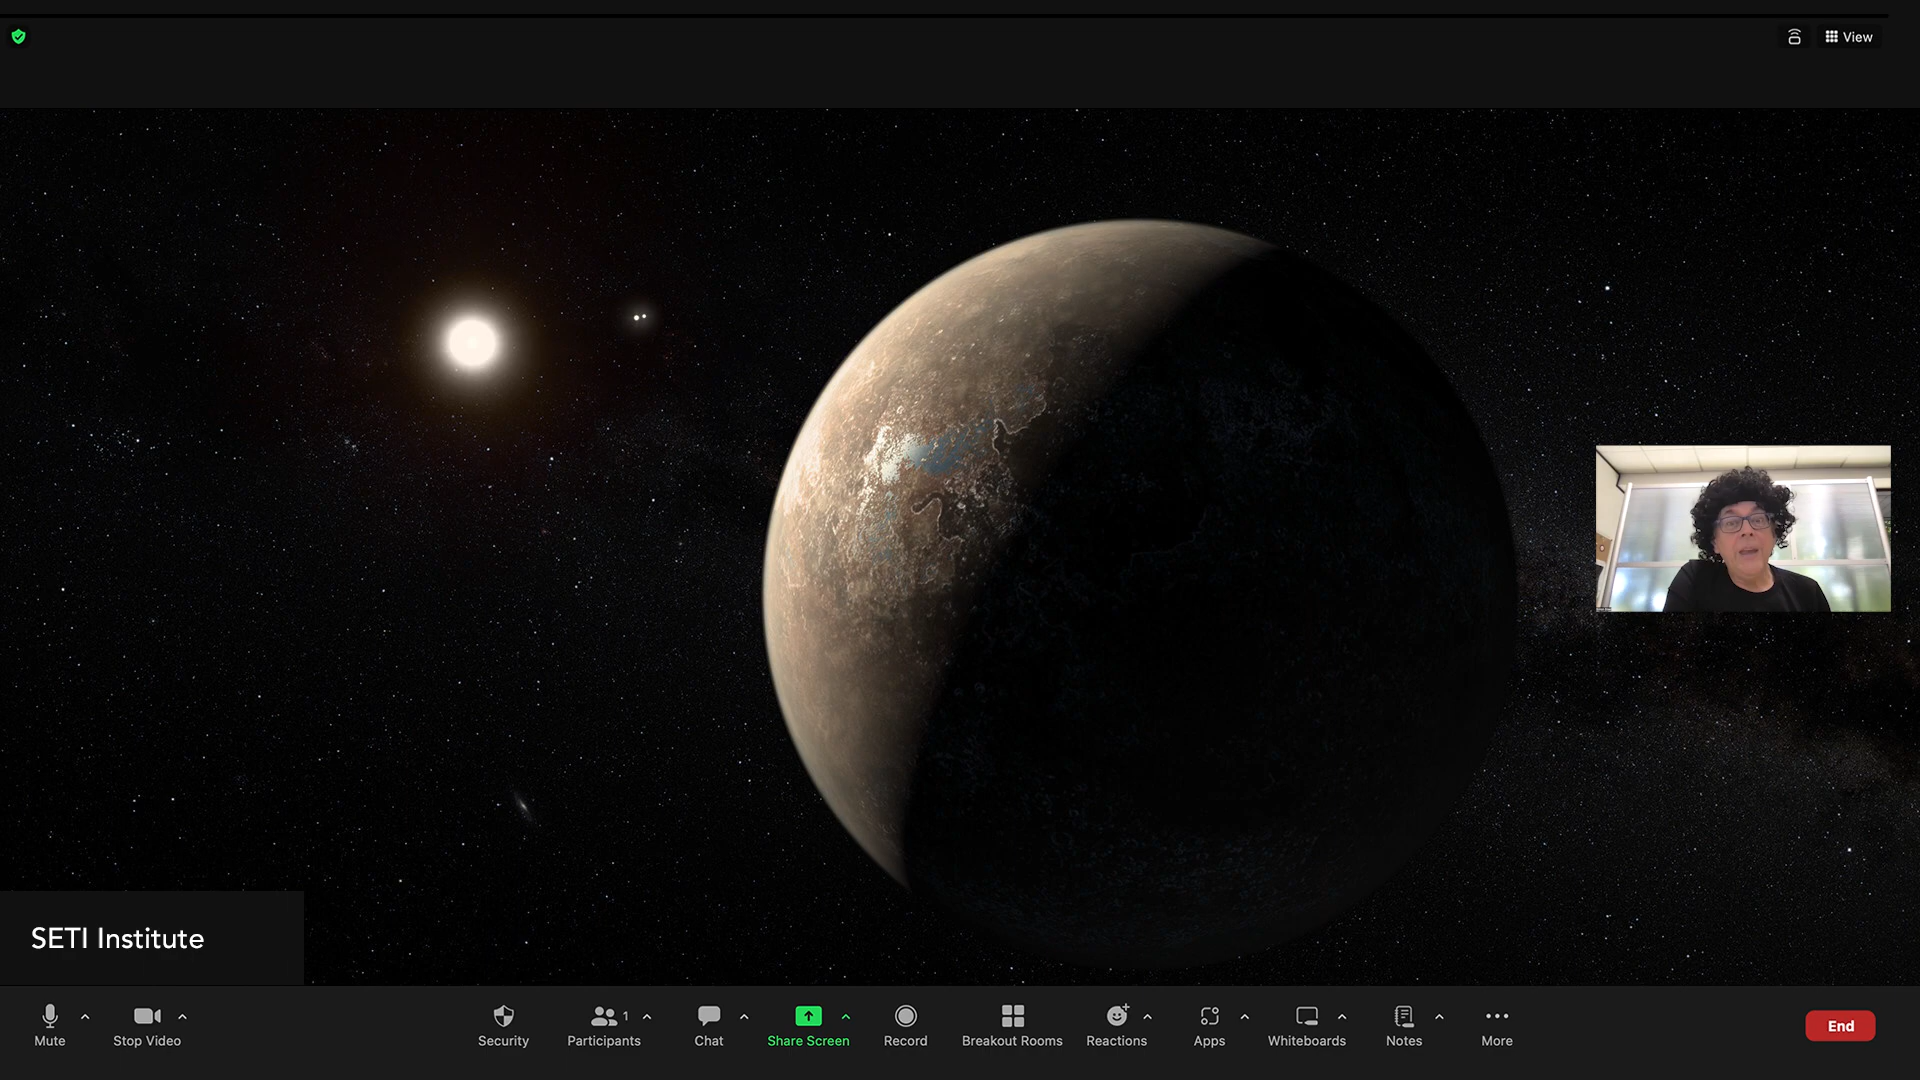 View
SETI Institute
Mute
Stop Video
Security
Participants
1
Chat
Share Screen
Record
Breakout Rooms
Reactions
Apps
Whiteboards
Notes
More
End